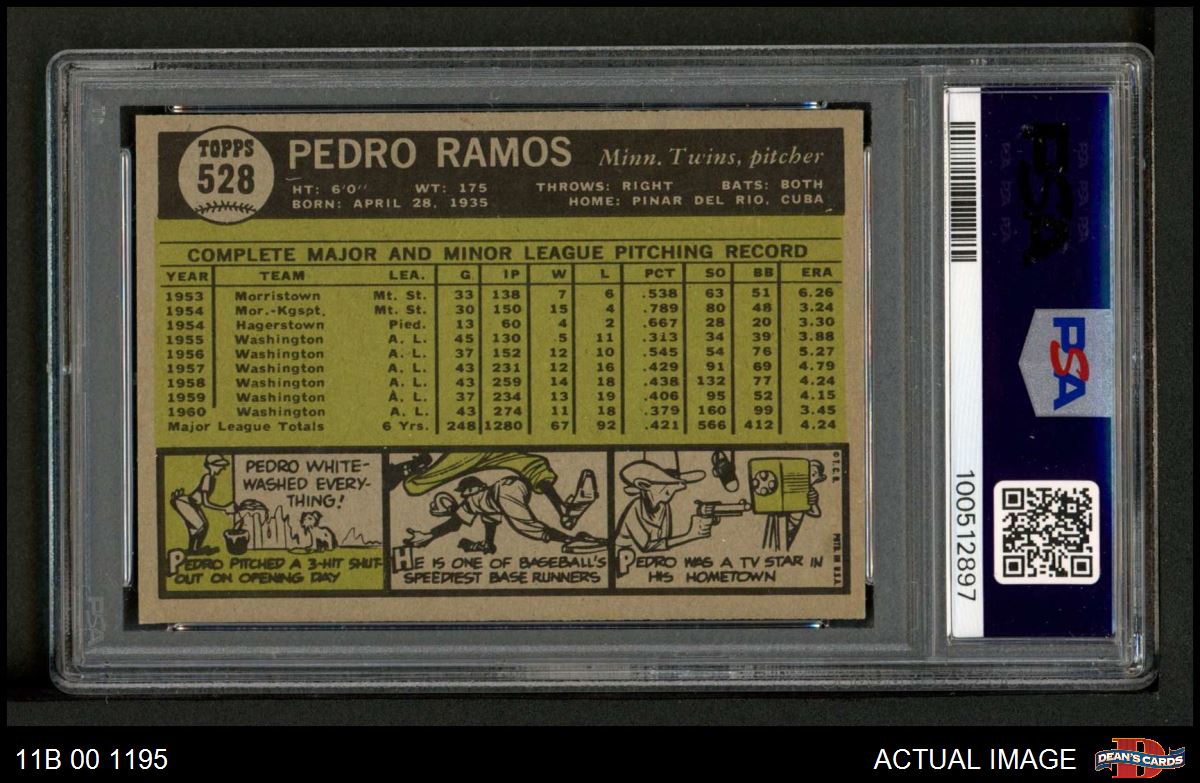 TOPPS
528
PEDRO RAMOS Minn. Twins, pitcher
HT: 6'0" WT: 175 THROWS: RIGHT BATS: BOTH
BORN: APRIL 28, 1935 HOME: PINAR DEL RIO, CUBA
COMPLETE MAJOR AND MINOR LEAGUE PITCHING RECORD
YEAR TEAM LEA. G IP W L PCT SO BB ERA
1953 Morristown Mt. St. 33 138 7 6 .538 63 51 6.26
1954 Mor.-Kgspt. Mt. St. 30 150 15 4 .789 80 48 3.24
1954 Hagerstown Pied. 13 60 4 2 .667 28 20 3.30
1955 Washington A. L. 45 130 5 11 .313 34 39 3.88
1956 Washington A. L. 37 152 12 10 .545 54 76 5.27
1957 Washington A. L. 43 231 12 16 .429 91 69 4.79
1958 Washington A. L. 43 259 14 18 .438 132 77 4.24
1959 Washington A. L. 37 234 13 19 .406 95 52 4.15
1960 Washington A. L. 43 274 11 18 .379 160 99 3.45
Major League Totals 6 Yrs. 248 1280 67 92 .421 566 412 4.24
PEDRO WHITE-
WASHED EVERY-
THING!
PEDRO PITCHED A 3-HIT SHUT-
OUT ON OPENING DAY
HE IS ONE OF BASEBALL'S
SPEEDIEST BASE RUNNERS
PEDRO WAS A TV STAR IN
HIS HOMETOWN
© T.C.G.
PRTD. IN U.S.A.
PSA
PSA
100512897
PSA
11B 00 1195
ACTUAL IMAGE
DEAN'S CARDS